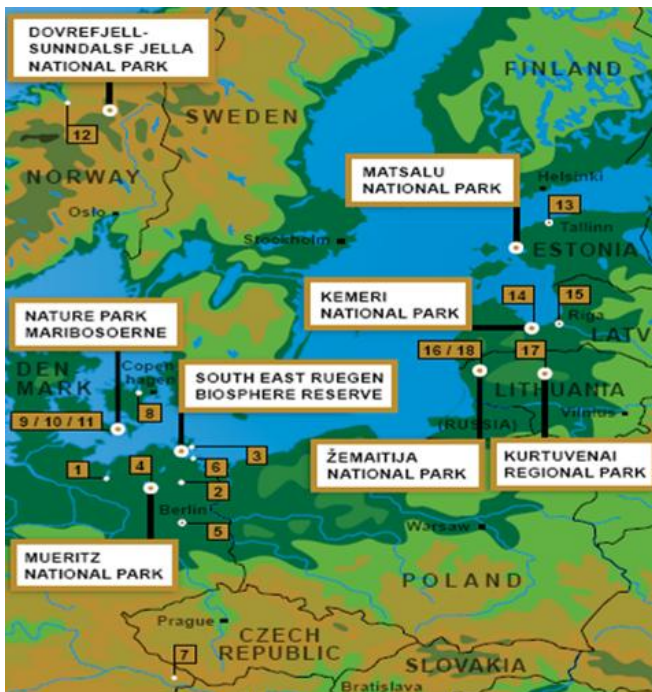 DOVREFJELL-
SUNNDALSF JELLA
NATIONAL PARK
FINLAND
SWEDEN
12
MATSALU
NATIONAL PARK
Helsinki
NORWAY
13
Oslo
Tallinn
Stockholm
ESTONIA
NATURE PARK
MARIBOSOERNE
KEMERI
NATIONAL PARK
14
15
Riga
LATV
16 / 18
17
DEN
MARK
Copen
hagen
SOUTH EAST RUEGEN
BIOSPHERE RESERVE
LITHUANIA
8
9 / 10 / 11
Vilnius
(RUSSIA)
3
1
4
6
ŽEMAITIJA
NATIONAL PARK
KURTUVENAI
REGIONAL PARK
2
Berlin
5
Warsaw
MUERITZ
NATIONAL PARK
POLAND
Prague
CZECH
REPUBLIC
7
SLOVAKIA
Bratislava